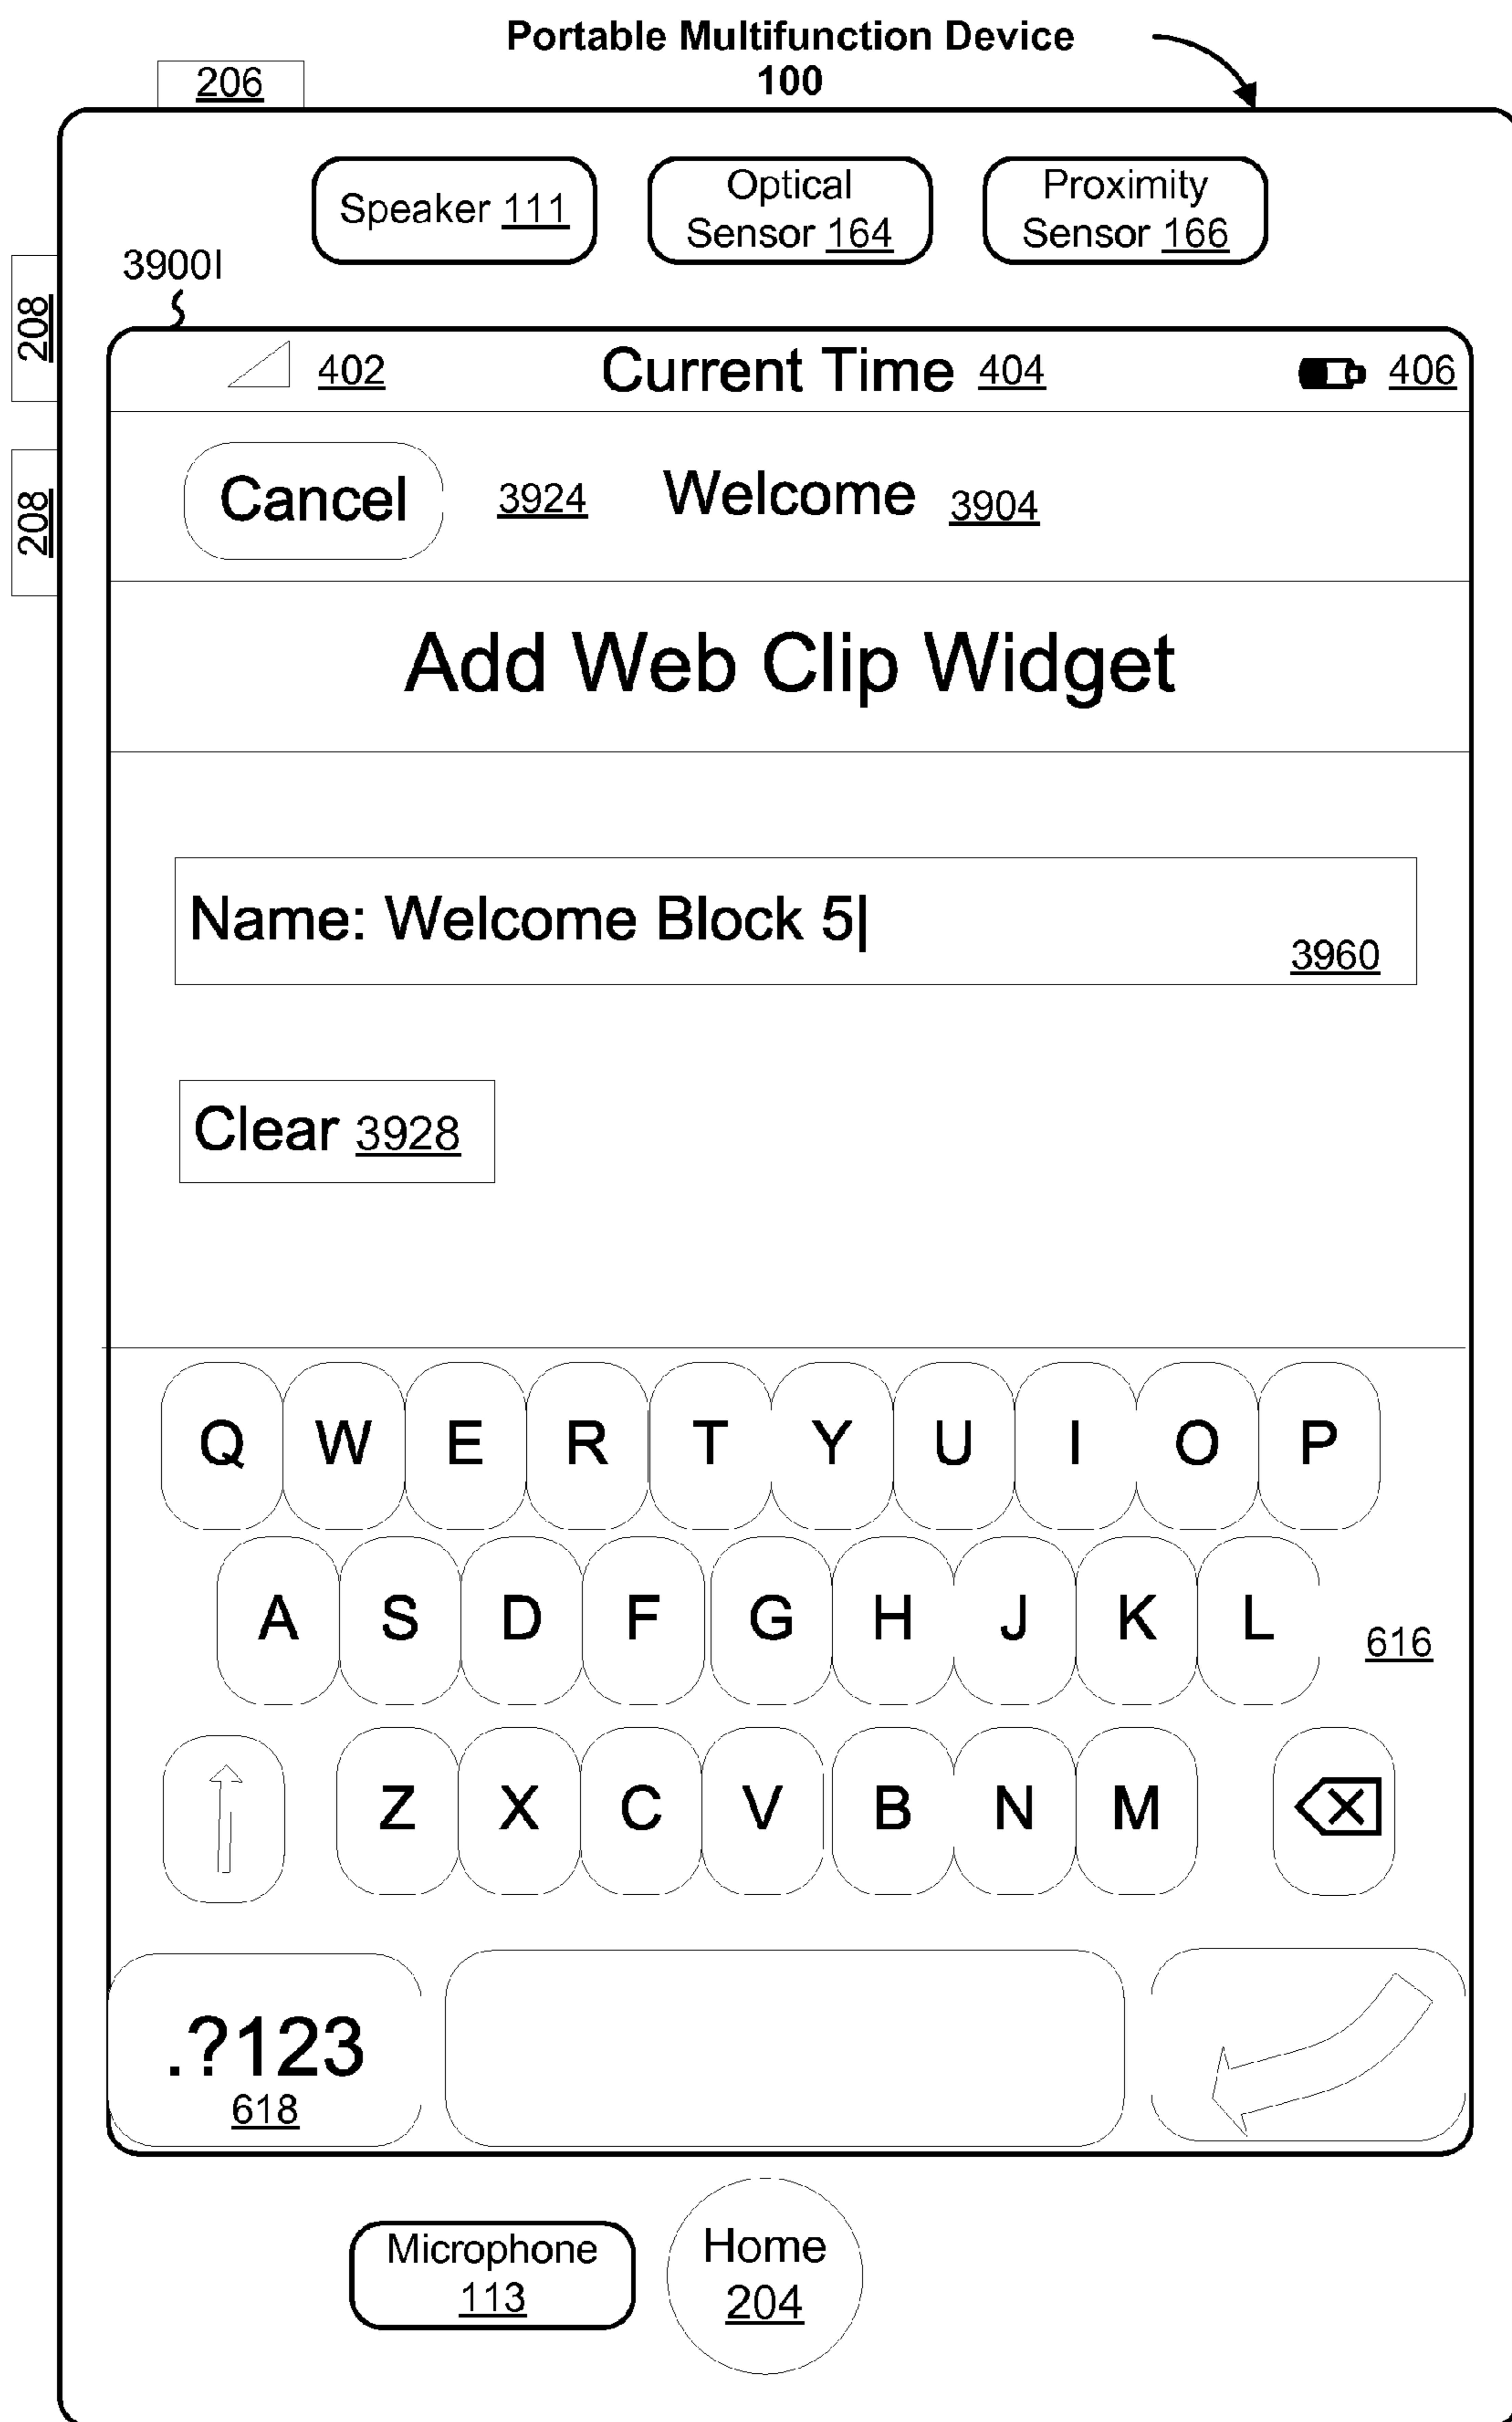 Portable Multifunction Device
100
206
Speaker 111
Optical
Sensor 164
Proximity
Sensor 166
3900I
208
208
402 Current Time 404 406
Cancel 3924 Welcome 3904
Add Web Clip Widget
Name: Welcome Block 5|
3960
Clear 3928
Q W E R T Y U I O P
A S D F G H J K L
616
Z X C V B N M
.?123
618
Microphone
113
Home
204